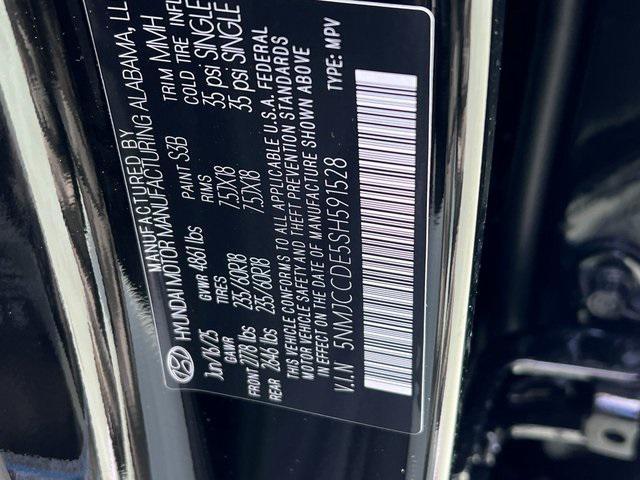 MANUFACTURED BY
HYUNDAI MOTOR MANUFACTURING ALABAMA, LL
Jun/16/25 GVWR 4861 lbs PAINT S3B TRIM MMH
GAWR TIRES RIMS COLD TIRE INFL
FRONT 2778 lbs 235/60R18 7.5JX18 35 psi SINGLE
REAR 2646 lbs 235/60R18 7.5JX18 35 psi SINGLE
THIS VEHICLE CONFORMS TO ALL APPLICABLE U.S.A. FEDERAL
MOTOR VEHICLE SAFETY AND THEFT PREVENTION STANDARDS
IN EFFECT ON THE DATE OF MANUFACTURE SHOWN ABOVE
V.I.N 5NMJCCDE5SH591528 TYPE: MPV